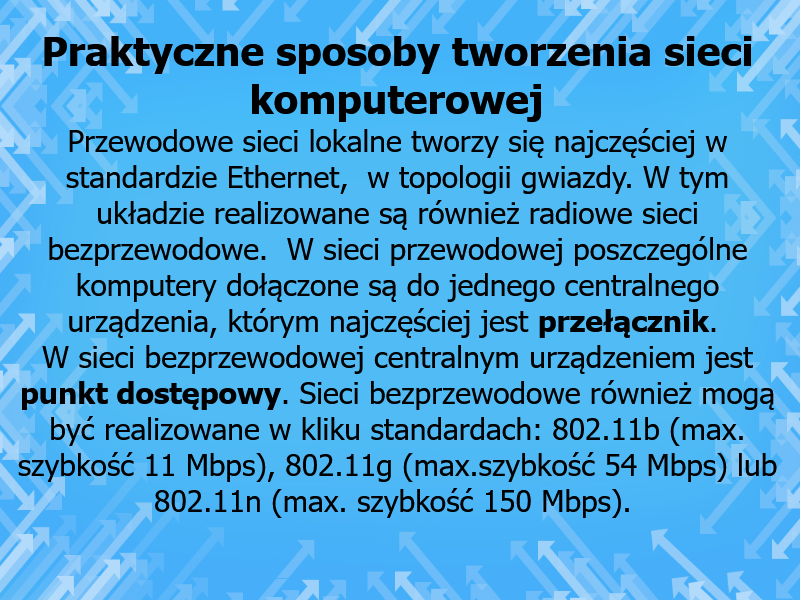 Praktyczne sposoby tworzenia sieci
komputerowej
Przewodowe sieci lokalne tworzy się najczęściej w
standardzie Ethernet,  w topologii gwiazdy. W tym
układzie realizowane są również radiowe sieci
bezprzewodowe.  W sieci przewodowej poszczególne
komputery dołączone są do jednego centralnego
urządzenia, którym najczęściej jest przełącznik.
W sieci bezprzewodowej centralnym urządzeniem jest
punkt dostępowy. Sieci bezprzewodowe również mogą
być realizowane w kliku standardach: 802.11b (max.
szybkość 11 Mbps), 802.11g (max.szybkość 54 Mbps) lub
802.11n (max. szybkość 150 Mbps).